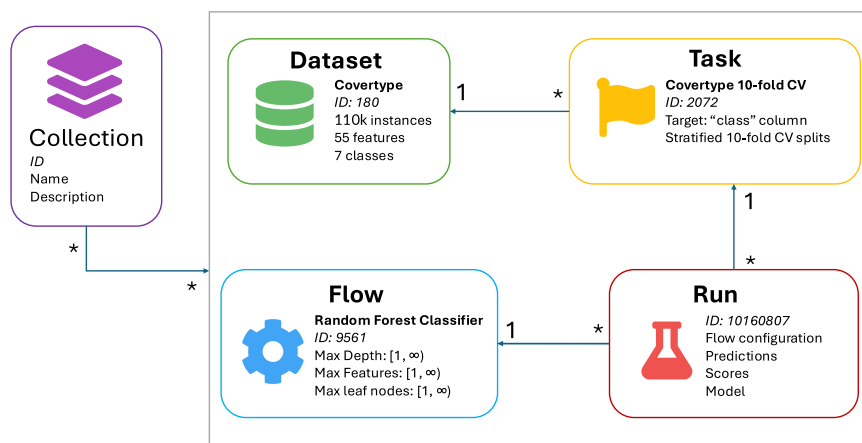 Collection
ID
Name
Description
*
*
Dataset
Covertype
ID: 180
110k instances
55 features
7 classes
1
*
Task
Covertype 10-fold CV
ID: 2072
Target: “class” column
Stratified 10-fold CV splits
1
*
Flow
Random Forest Classifier
ID: 9561
Max Depth: [1, ∞)
Max Features: [1, ∞)
Max leaf nodes: [1, ∞)
1
*
Run
ID: 10160807
Flow configuration
Predictions
Scores
Model